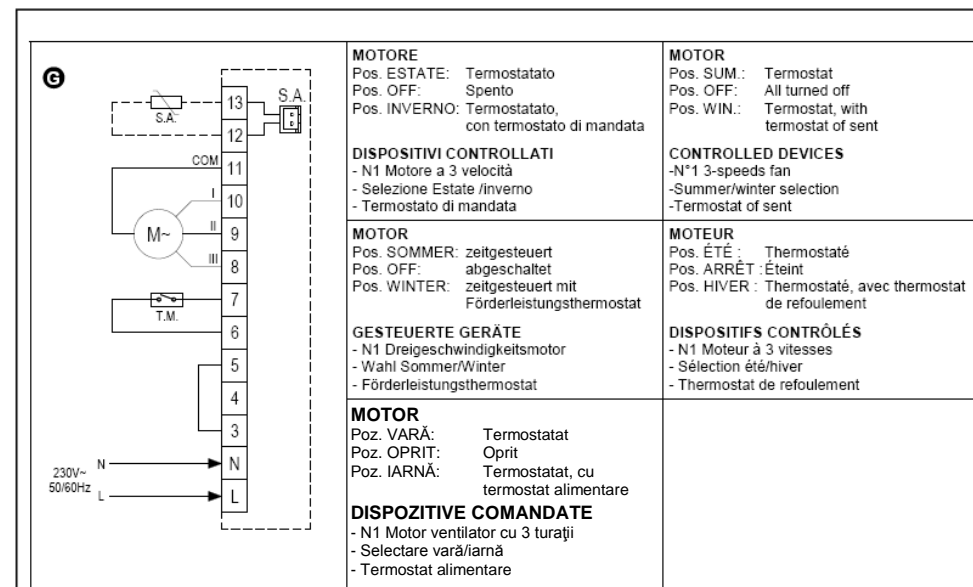 G
13
S.A.
S.A.
12
COM
11
I
10
M~
II
9
III
8
7
T.M.
6
5
4
3
230V~
50/60Hz
N
N
L
L
MOTORE
Pos. ESTATE: Termostatato
Pos. OFF: Spento
Pos. INVERNO: Termostatato,
con termostato di mandata
DISPOSITIVI CONTROLLATI
- N1 Motore a 3 velocità
- Selezione Estate /inverno
- Termostato di mandata
MOTOR
Pos. SUM.: Termostat
Pos. OFF: All turned off
Pos. WIN.: Termostat, with
termostat of sent
CONTROLLED DEVICES
-N°1 3-speeds fan
-Summer/winter selection
-Termostat of sent
MOTOR
Pos. SOMMER: zeitgesteuert
Pos. OFF: abgeschaltet
Pos. WINTER: zeitgesteuert mit
Förderleistungsthermostat
GESTEUERTE GERÄTE
- N1 Dreigeschwindigkeitsmotor
- Wahl Sommer/Winter
- Förderleistungsthermostat
MOTEUR
Pos. ÉTÉ : Thermostaté
Pos. ARRÊT : Éteint
Pos. HIVER : Thermostaté, avec thermostat
de refoulement
DISPOSITIFS CONTRÔLÉS
- N1 Moteur à 3 vitesses
- Sélection été/hiver
- Thermostat de refoulement
MOTOR
Poz. VARĂ: Termostatat
Poz. OPRIT: Oprit
Poz. IARNĂ: Termostatat, cu
termostat alimentare
DISPOZITIVE COMANDATE
- N1 Motor ventilator cu 3 turaţii
- Selectare vară/iarnă
- Termostat alimentare